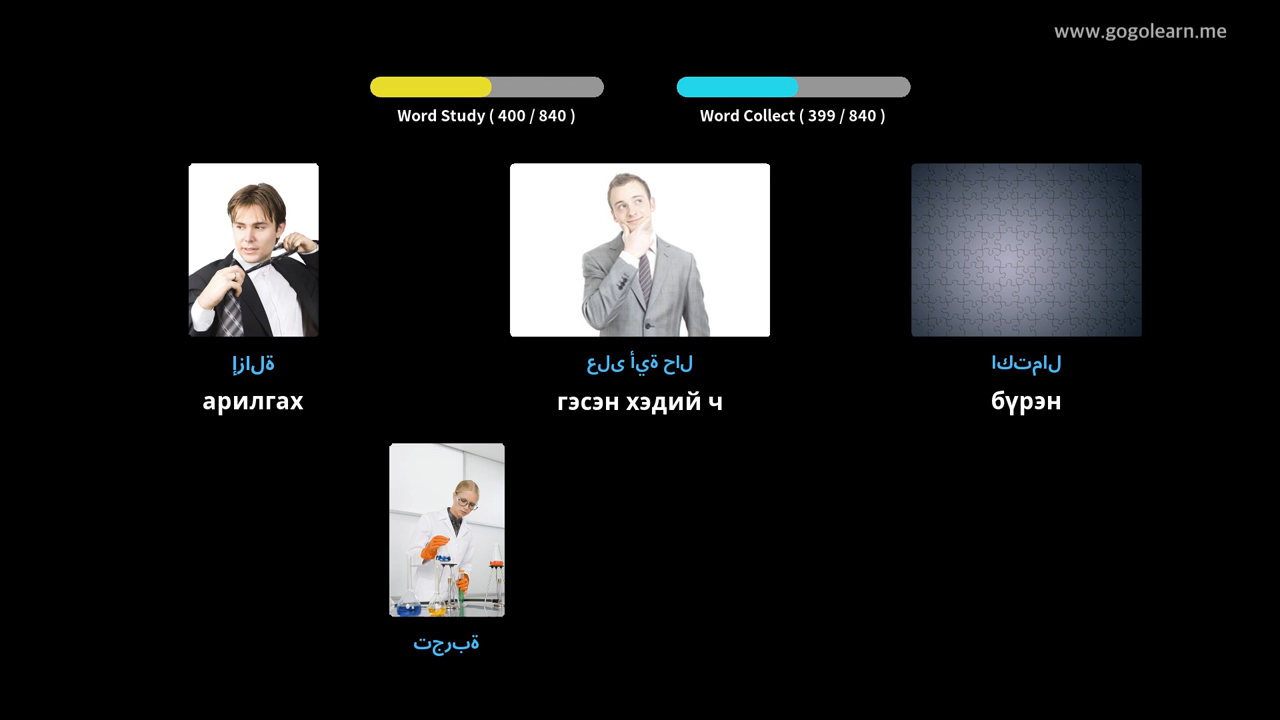 www.gogolearn.me
Word Study ( 400 / 840 )
Word Collect ( 399 / 840 )
إزالة
арилгах
على أية حال
гэсэн хэдий ч
اكتمال
бүрэн
تجربة